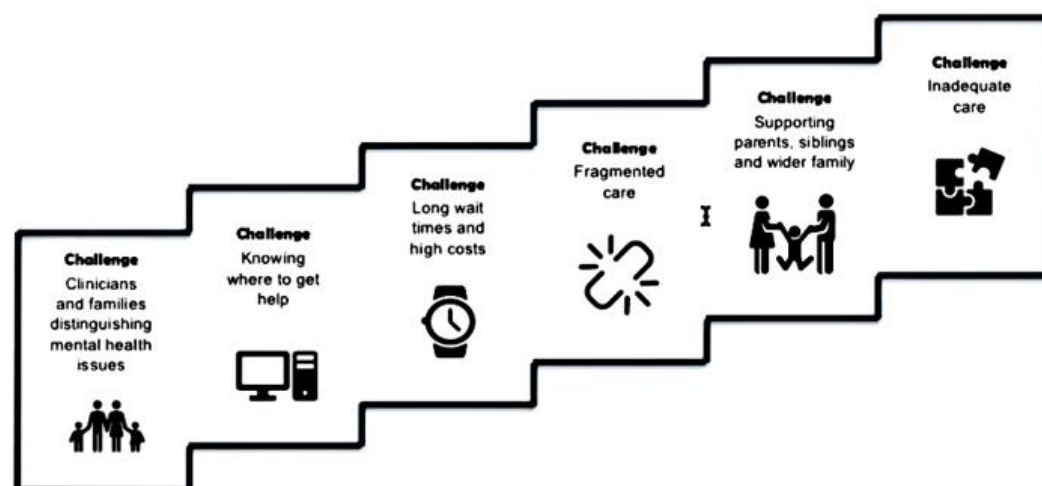 Challenge
Clinicians
and families
distinguishing
mental health
issues
Challenge
Knowing
where to get
help
Challenge
Long wait
times and
high costs
Challenge
Fragmented
care
Challenge
Supporting
parents, siblings
and wider family
Challenge
Inadequate
care